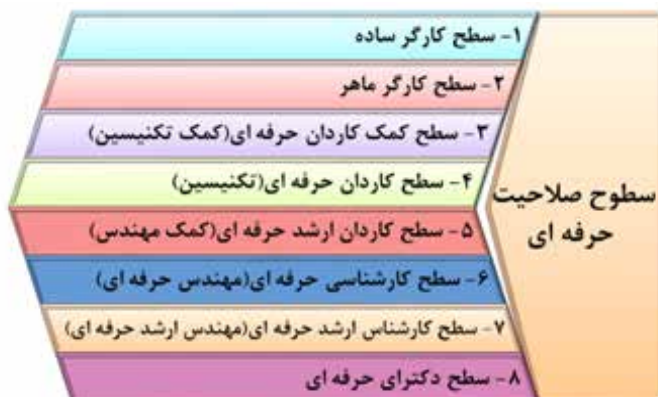 سطوح صلاحیت
حرفه ای
۱- سطح کارگر ساده
۲- سطح کارگر ماهر
۳- سطح کمک کاردان حرفه ای(کمک تکنیسین)
۴- سطح کاردان حرفه ای(تکنیسین)
۵- سطح کاردان ارشد حرفه ای(کمک مهندس)
۶- سطح کارشناسی حرفه ای(مهندس حرفه ای)
۷- سطح کارشناس ارشد حرفه ای(مهندس ارشد حرفه ای)
۸- سطح دکترای حرفه ای